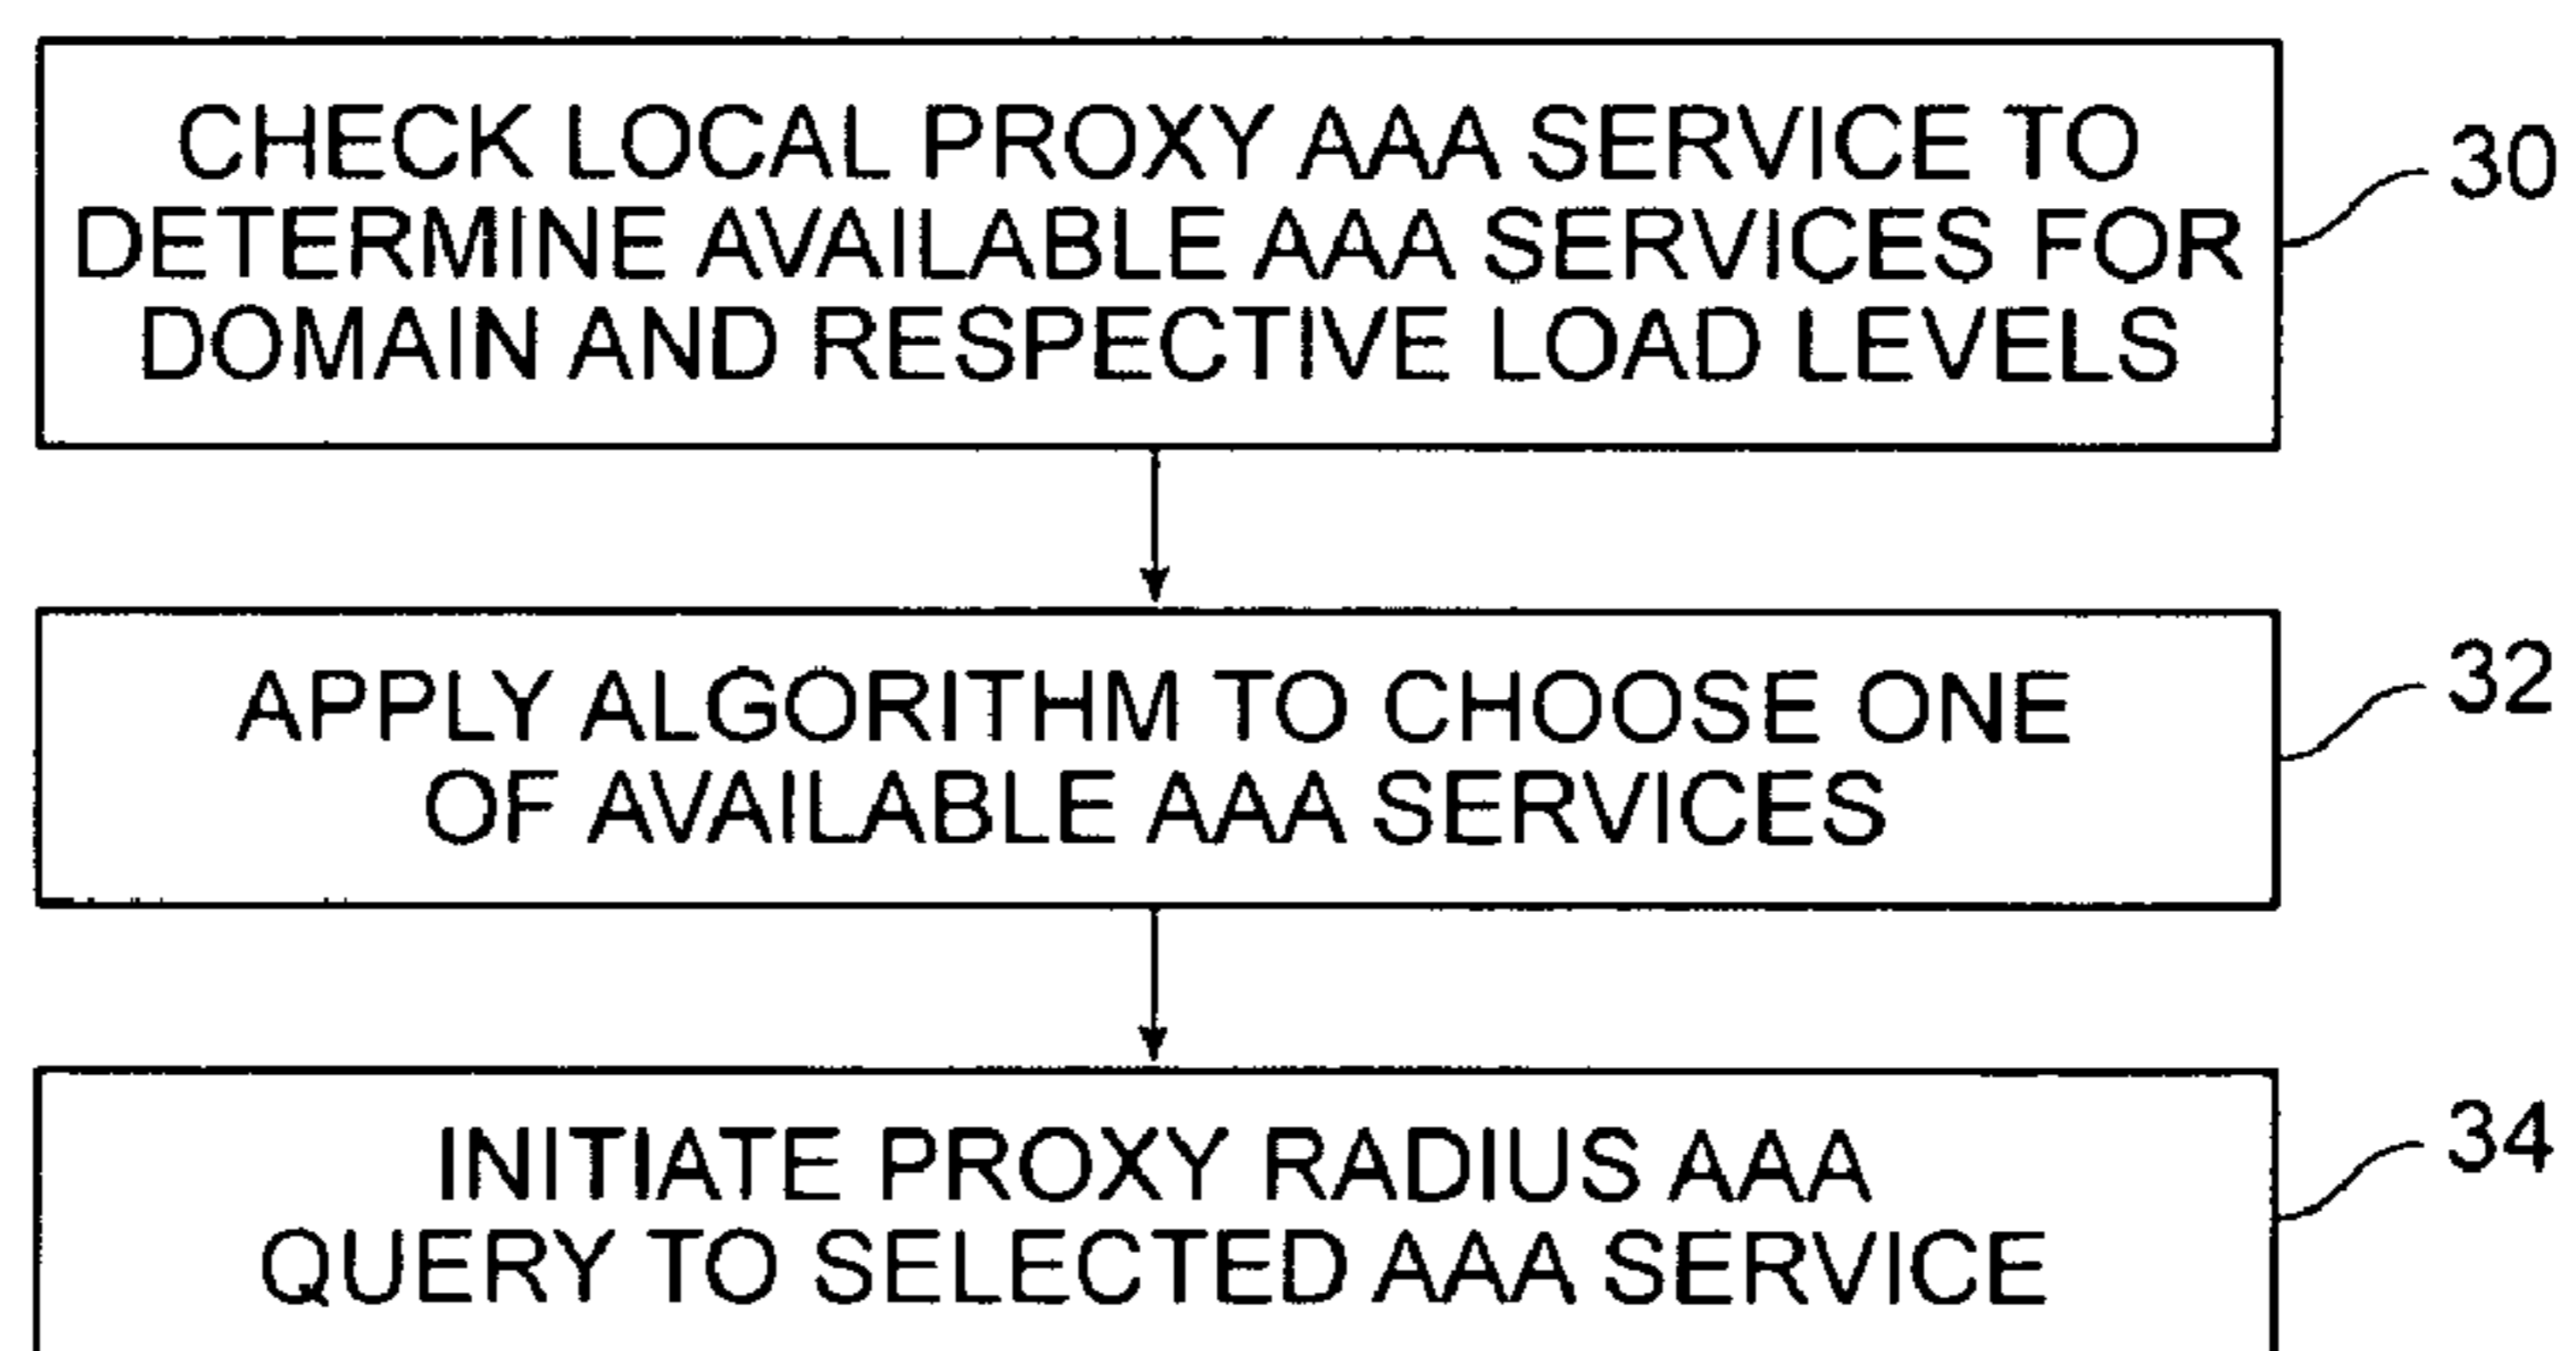 CHECK LOCAL PROXY AAA SERVICE TO
DETERMINE AVAILABLE AAA SERVICES FOR
DOMAIN AND RESPECTIVE LOAD LEVELS
30
APPLY ALGORITHM TO CHOOSE ONE
OF AVAILABLE AAA SERVICES
32
INITIATE PROXY RADIUS AAA
QUERY TO SELECTED AAA SERVICE
34